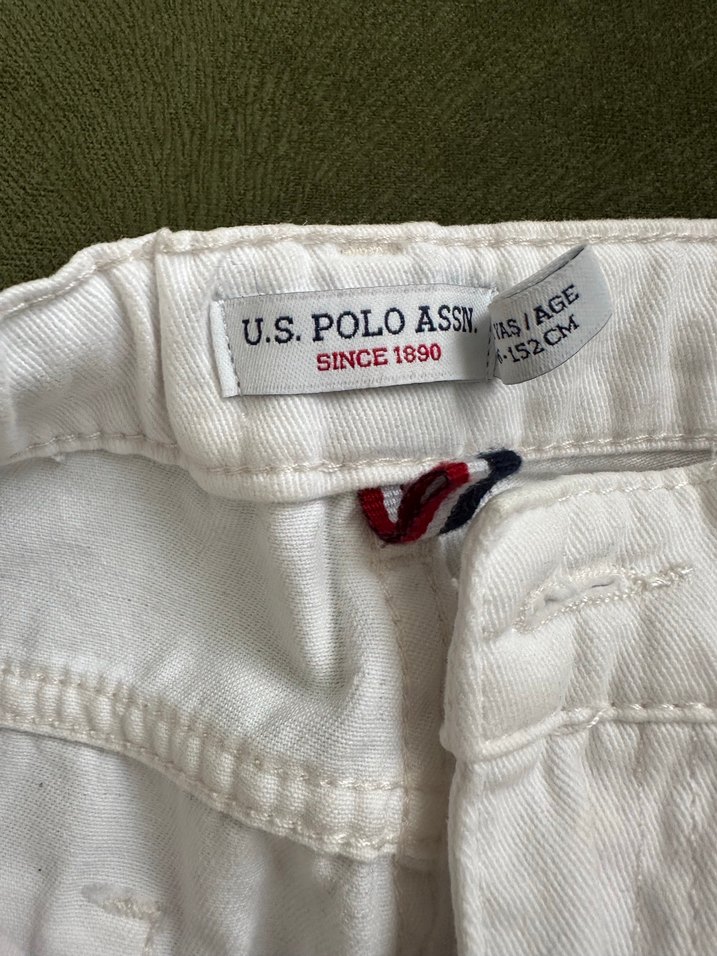 U.S. POLO ASSN.
SINCE 1890
/ AGE
152 CM